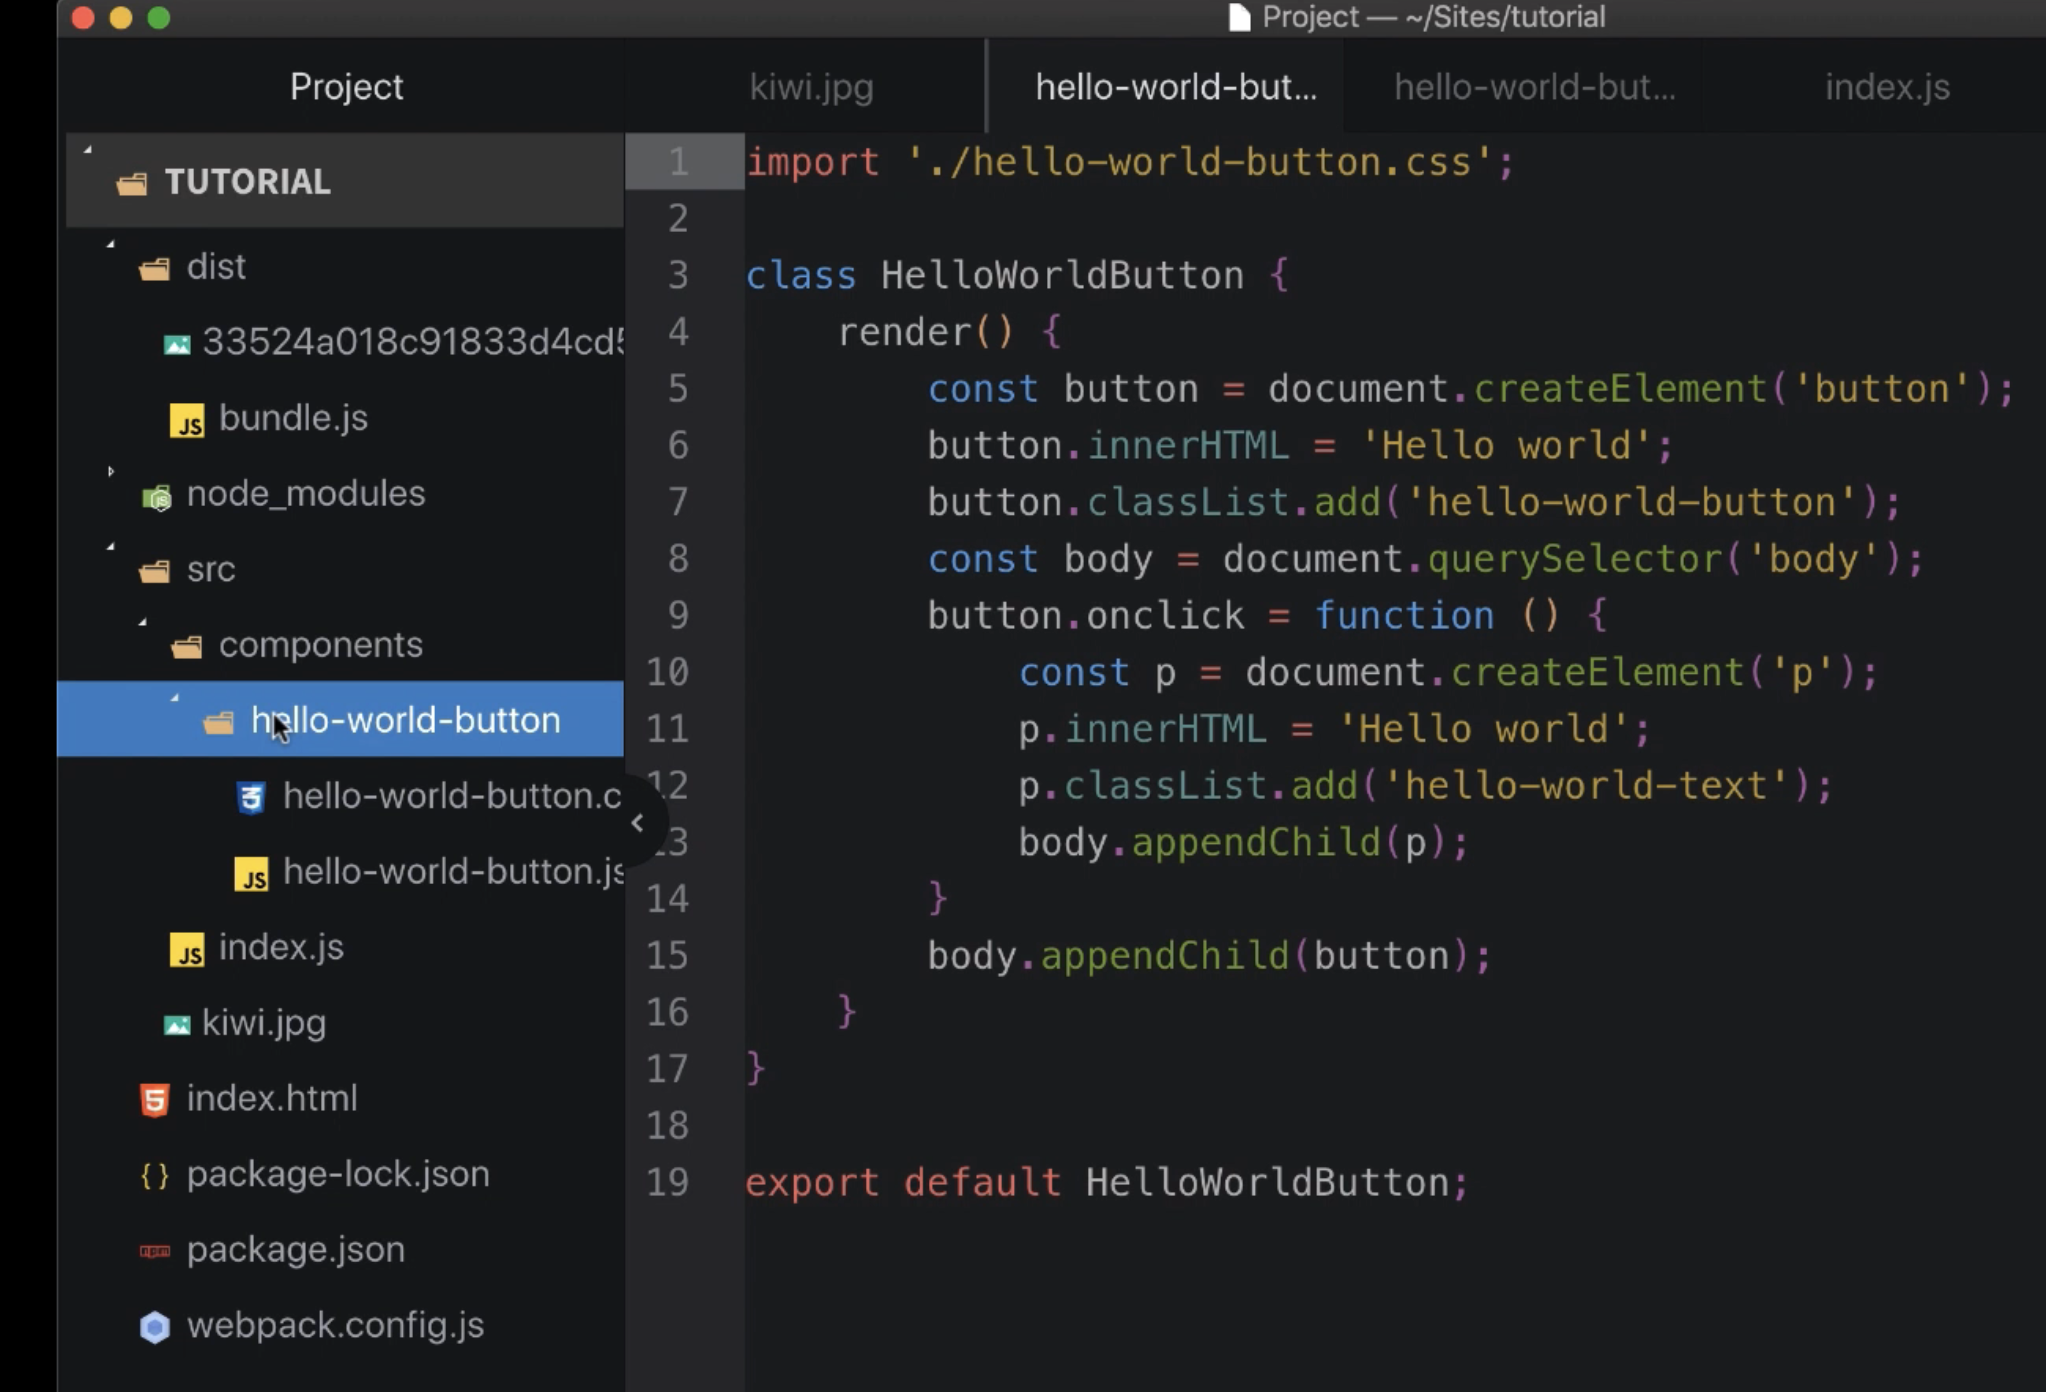 Project — ~/Sites/tutorial
Project
kiwi.jpg
hello-world-but...
hello-world-but...
index.js
TUTORIAL
dist
33524a018c91833d4cd5
bundle.js
node_modules
src
components
hello-world-button
hello-world-button.c
hello-world-button.js
index.js
kiwi.jpg
index.html
package-lock.json
package.json
webpack.config.js
1 import './hello-world-button.css';
2
3 class HelloWorldButton {
4     render() {
5         const button = document.createElement('button');
6         button.innerHTML = 'Hello world';
7         button.classList.add('hello-world-button');
8         const body = document.querySelector('body');
9         button.onclick = function () {
10             const p = document.createElement('p');
11             p.innerHTML = 'Hello world';
12             p.classList.add('hello-world-text');
13             body.appendChild(p);
14         }
15         body.appendChild(button);
16     }
17 }
18
19 export default HelloWorldButton;